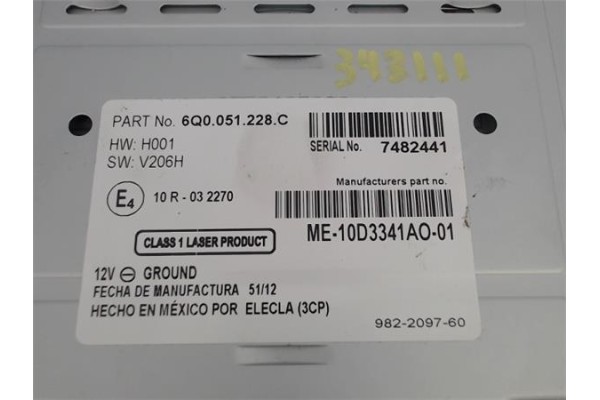 343111
PART No. 6Q0.051.228.C
HW: H001
SW: V206H
SERIAL No. 7482441
Manufacturers part no.
E4 10 R - 03 2270
ME-10D3341AO-01
CLASS 1 LASER PRODUCT
12V ⊖ GROUND
FECHA DE MANUFACTURA 51/12
HECHO EN MÉXICO POR ELECLA (3CP)
982-2097-60